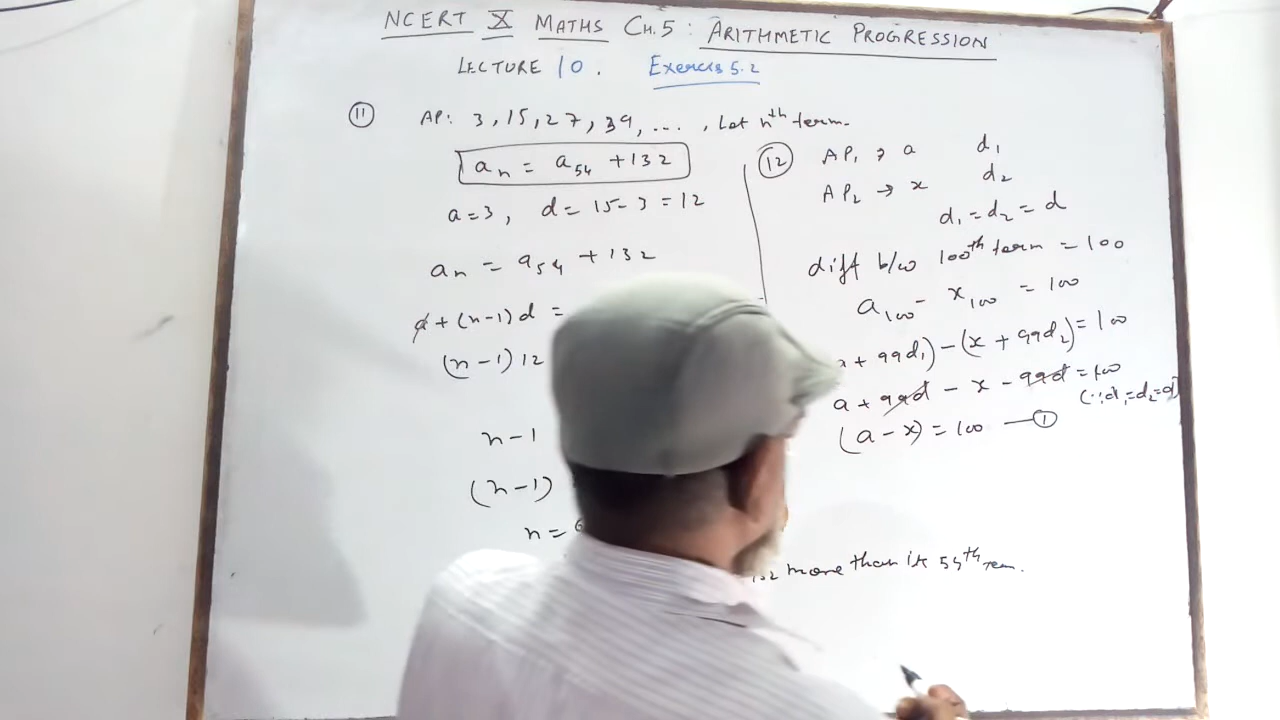 NCERT X MATHS CH.5 : ARITHMETIC PROGRESSION
LECTURE 10. Exercis 5.2
(11) AP: 3, 15, 27, 39, ... , Let nth term.
aₙ = a₅₄ + 132
a = 3, d = 15 - 3 = 12
aₙ = a₅₄ + 132
a + (n-1)d =
(n-1) 12
n - 1
(n-1)
n =
more than its 54th term.
(12) AP₁ → a d₁
AP₂ → x d₂
d₁ = d₂ = d
diff b/w 100th term = 100
a₁₀₀ - x₁₀₀ = 100
+ 99d₁) - (x + 99d₂) = 100
a + 99d - x - 99d = 100
(∵ d₁ = d₂ = d)
(a - x) = 100 — (1)